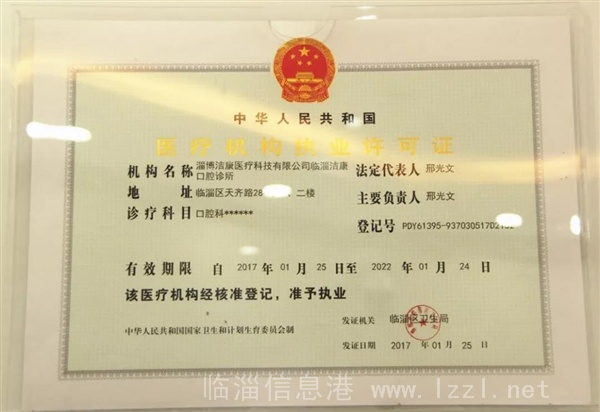 中华人民共和国
医疗机构执业许可证
机构名称 淄博洁康医疗科技有限公司临淄洁康口腔诊所
法定代表人 邢光文
地 址 临淄区天齐路28 二楼
主要负责人 邢光文
诊疗科目 口腔科******
登记号 PDY61395-937030517D2152
有效期限 自 2017 年 01 月 25 日至 2022 年 01 月 24 日
该医疗机构经核准登记，准予执业
发证机关 临淄区卫生局
中华人民共和国国家卫生和计划生育委员会制
发证日期 2017 年 01 月 25 日
临淄信息港 www.lzzl.net